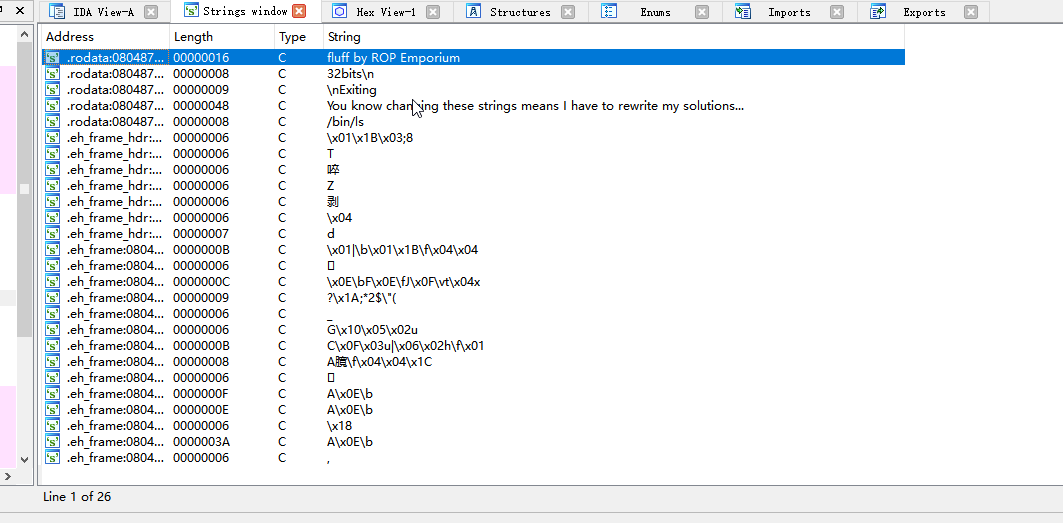 IDA View-A Strings window Hex View-1 Structures Enums Imports Exports
Address Length Type String
.rodata:080487... 00000016 C fluff by ROP Emporium
.rodata:080487... 00000008 C 32bits\n
.rodata:080487... 00000009 C \nExiting
.rodata:080487... 00000048 C You know changing these strings means I have to rewrite my solutions...
.rodata:080487... 00000008 C /bin/ls
.eh_frame_hdr:... 00000006 C \x01\x1B\x03;8
.eh_frame_hdr:... 00000006 C T
.eh_frame_hdr:... 00000006 C 啐
.eh_frame_hdr:... 00000006 C Z
.eh_frame_hdr:... 00000006 C 剥
.eh_frame_hdr:... 00000006 C \x04
.eh_frame_hdr:... 00000007 C d
.eh_frame:0804... 0000000B C \x01|\b\x01\x1B\f\x04\x04
.eh_frame:0804... 00000006 C
.eh_frame:0804... 0000000C C \x0E\bF\x0E\fJ\x0F\vt\x04x
.eh_frame:0804... 00000009 C ?\x1A;*2$\"(
.eh_frame:0804... 00000006 C _
.eh_frame:0804... 00000006 C G\x10\x05\x02u
.eh_frame:0804... 0000000B C C\x0F\x03u|\x06\x02h\f\x01
.eh_frame:0804... 00000008 C
.eh_frame:0804... 00000006 C
.eh_frame:0804... 0000000F C A\x0E\b
.eh_frame:0804... 0000000E C A\x0E\b
.eh_frame:0804... 00000006 C \x18
.eh_frame:0804... 0000003A C A\x0E\b
.eh_frame:0804... 00000006 C ,
Line 1 of 26